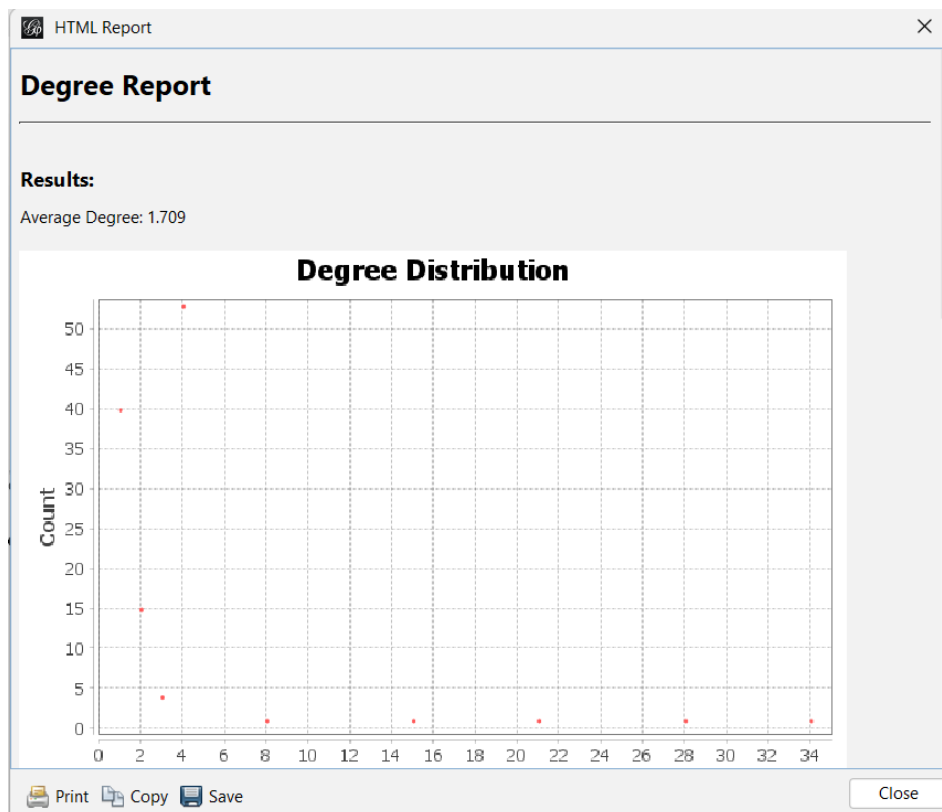 HTML Report
Degree Report
Results:
Average Degree: 1.709
Degree Distribution
50
45
40
35
30
25
20
15
10
5
0
Count
0 2 4 6 8 10 12 14 16 18 20 22 24 26 28 30 32 34
Print Copy Save Close